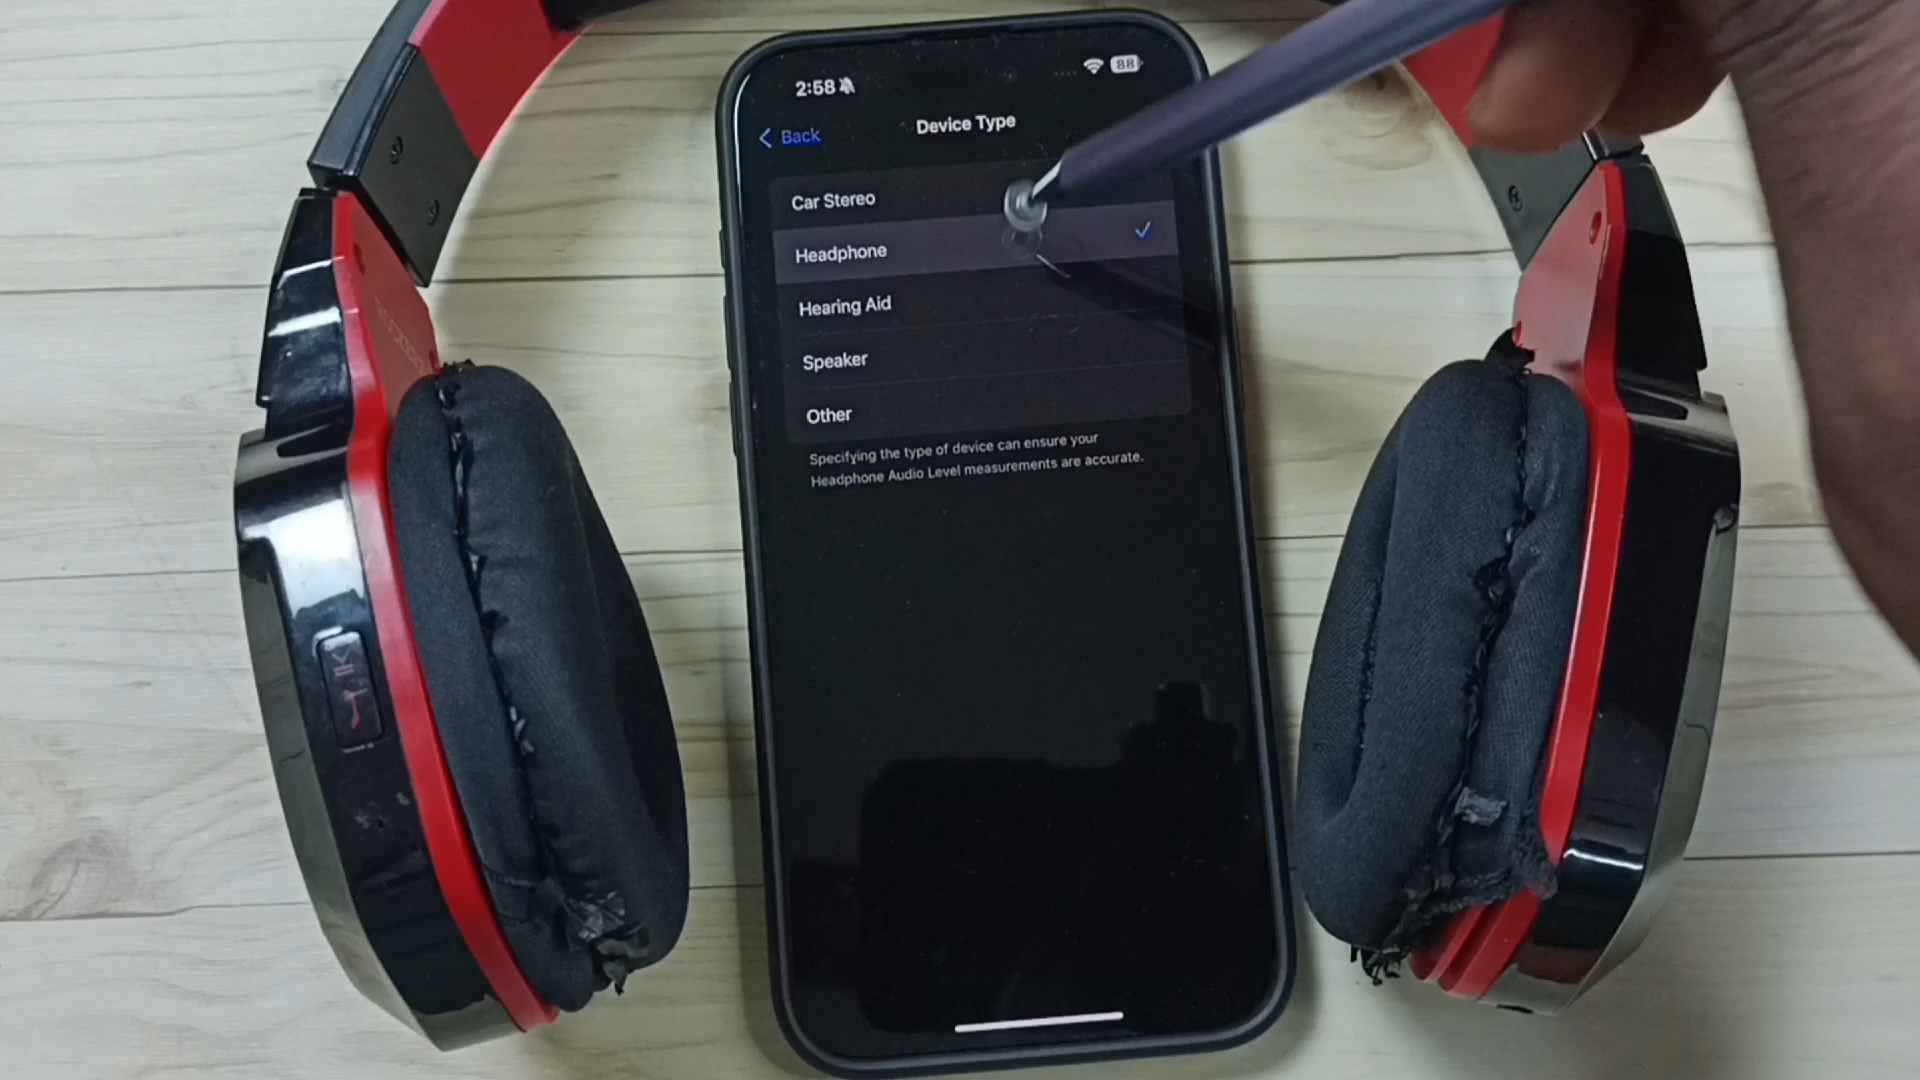 2:58
88
Back
Device Type
Car Stereo
Headphone
Hearing Aid
Speaker
Other
Specifying the type of device can ensure your
Headphone Audio Level measurements are accurate.